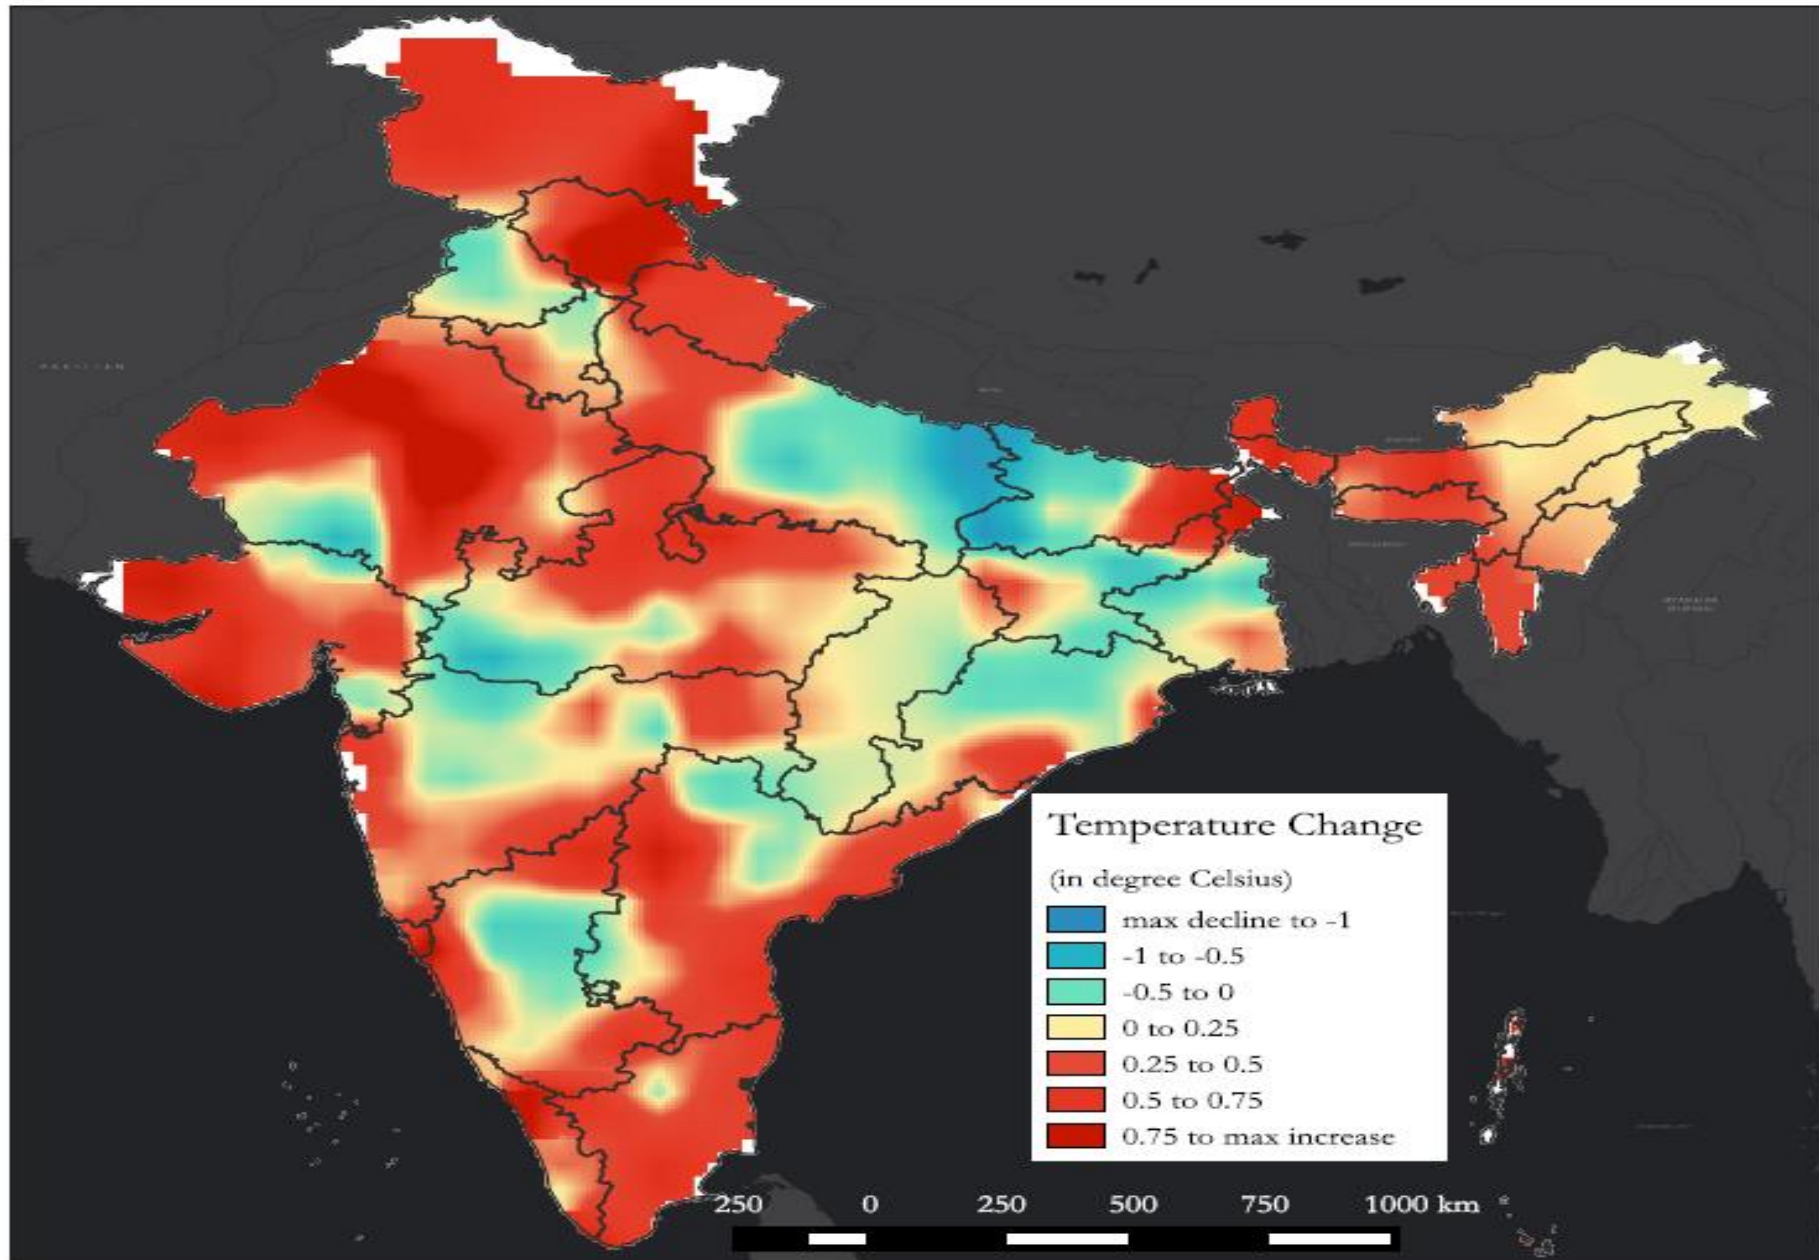 PAKISTAN
Temperature Change
(in degree Celsius)
max decline to -1
-1 to -0.5
-0.5 to 0
0 to 0.25
0.25 to 0.5
0.5 to 0.75
0.75 to max increase
250 0 250 500 750 1000 km